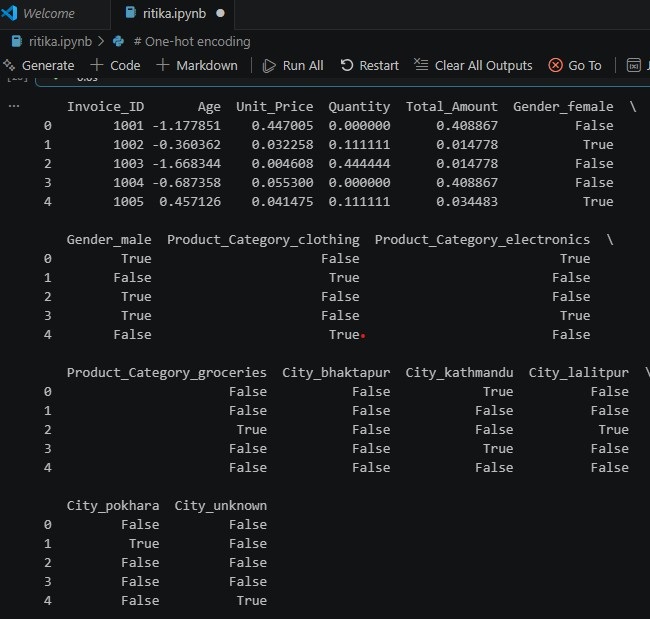 Welcome ritika.ipynb ●
ritika.ipynb > # One-hot encoding
Generate + Code + Markdown | Run All Restart Clear All Outputs Go To | J
...
Invoice_ID Age Unit_Price Quantity Total_Amount Gender_female \
0 1001 -1.177851 0.447005 0.000000 0.408867 False
1 1002 -0.360362 0.032258 0.111111 0.014778 True
2 1003 -1.668344 0.004608 0.444444 0.014778 False
3 1004 -0.687358 0.055300 0.000000 0.408867 False
4 1005 0.457126 0.041475 0.111111 0.034483 True
Gender_male Product_Category_clothing Product_Category_electronics \
0 True False True
1 False True False
2 True False False
3 True False True
4 False True False
Product_Category_groceries City_bhaktapur City_kathmandu City_lalitpur \
0 False False True False
1 False False False False
2 True False False True
3 False False True False
4 False False False False
City_pokhara City_unknown
0 False False
1 True False
2 False False
3 False False
4 False True